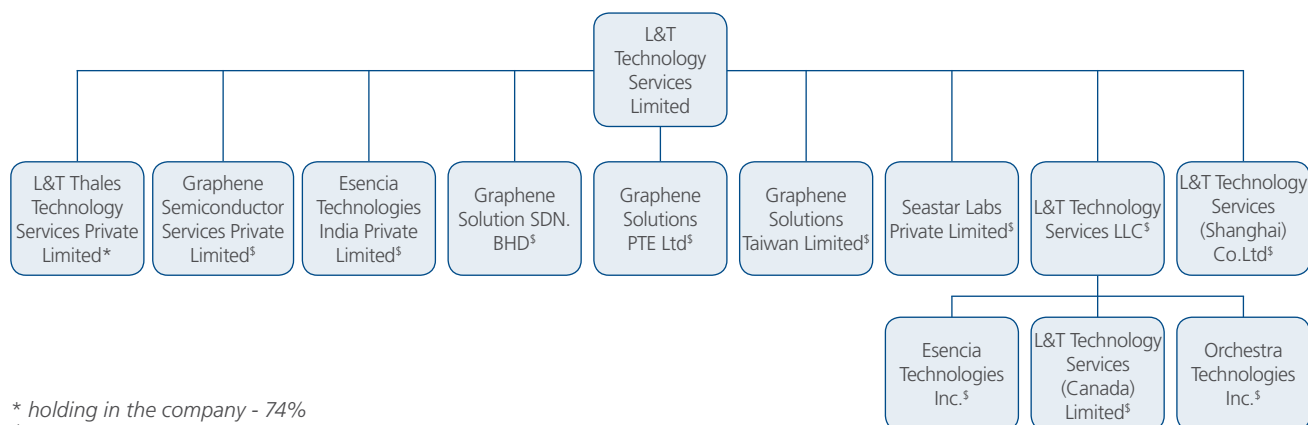 L&T
Technology
Services
Limited
L&T Thales
Technology
Services Private
Limited*
Graphene
Semiconductor
Services Private
Limited$
Esencia
Technologies
India Private
Limited$
Graphene
Solution SDN.
BHD$
Graphene
Solutions
PTE Ltd$
Graphene
Solutions
Taiwan Limited$
Seastar Labs
Private Limited$
L&T Technology
Services LLC$
L&T Technology
Services
(Shanghai)
Co.Ltd$
Esencia
Technologies
Inc.$
L&T Technology
Services
(Canada)
Limited$
Orchestra
Technologies
Inc.$
* holding in the company - 74%